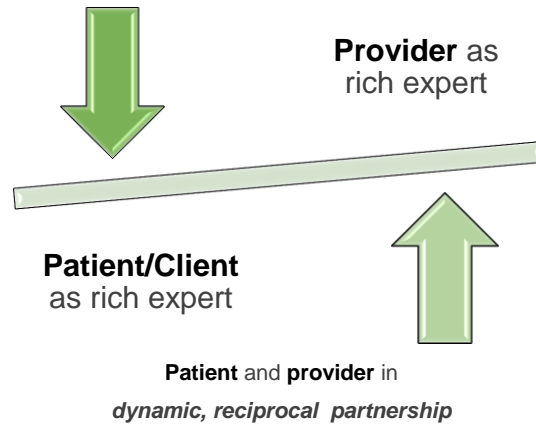 Provider as
rich expert
Patient/Client
as rich expert
Patient and provider in
dynamic, reciprocal partnership